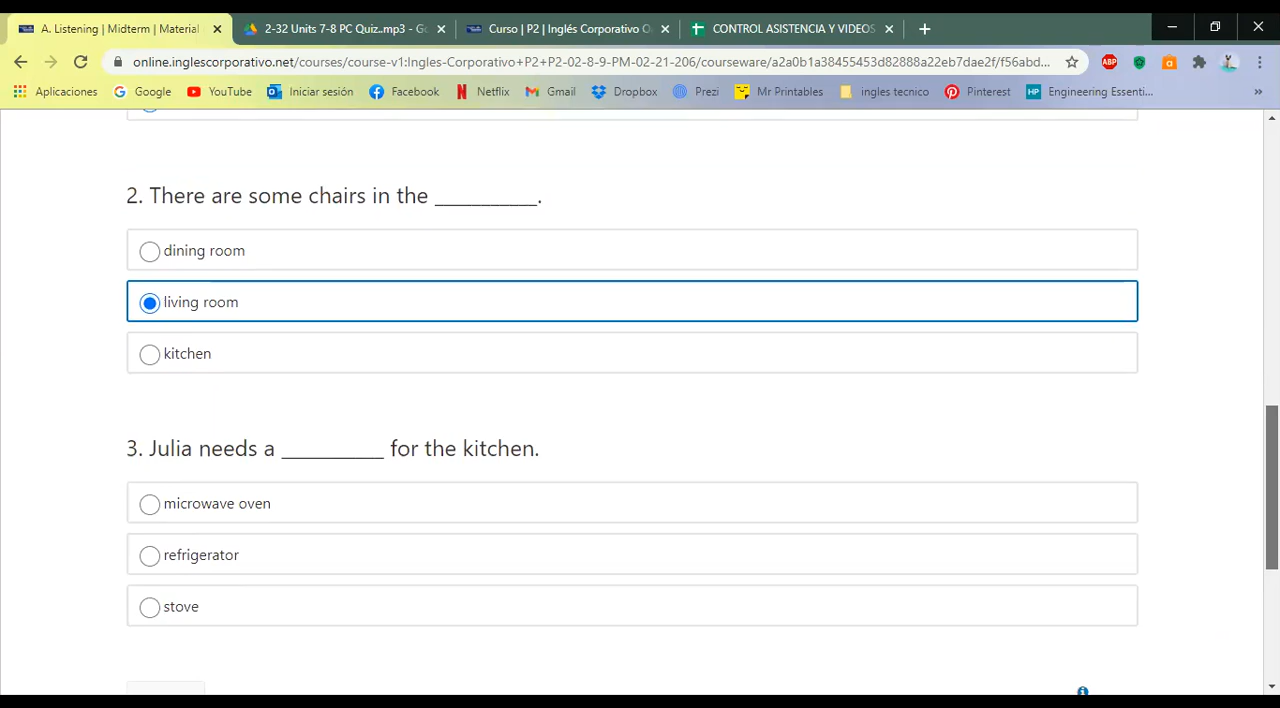 A. Listening | Midterm | Material
2-32 Units 7-8 PC Quiz..mp3 - Go
Curso | P2 | Inglés Corporativo O
CONTROL ASISTENCIA Y VIDEOS
online.inglescorporativo.net/courses/course-v1:Ingles-Corporativo+P2+P2-02-8-9-PM-02-21-206/courseware/a2a0b1a38455453d82888a22eb7dae2f/f56abd...
ABP
Aplicaciones
Google
YouTube
Iniciar sesión
Facebook
Netflix
Gmail
Dropbox
Prezi
Mr Printables
ingles tecnico
Pinterest
HP
Engineering Essenti...
»
2. There are some chairs in the __________.
dining room
living room
kitchen
3. Julia needs a __________ for the kitchen.
microwave oven
refrigerator
stove